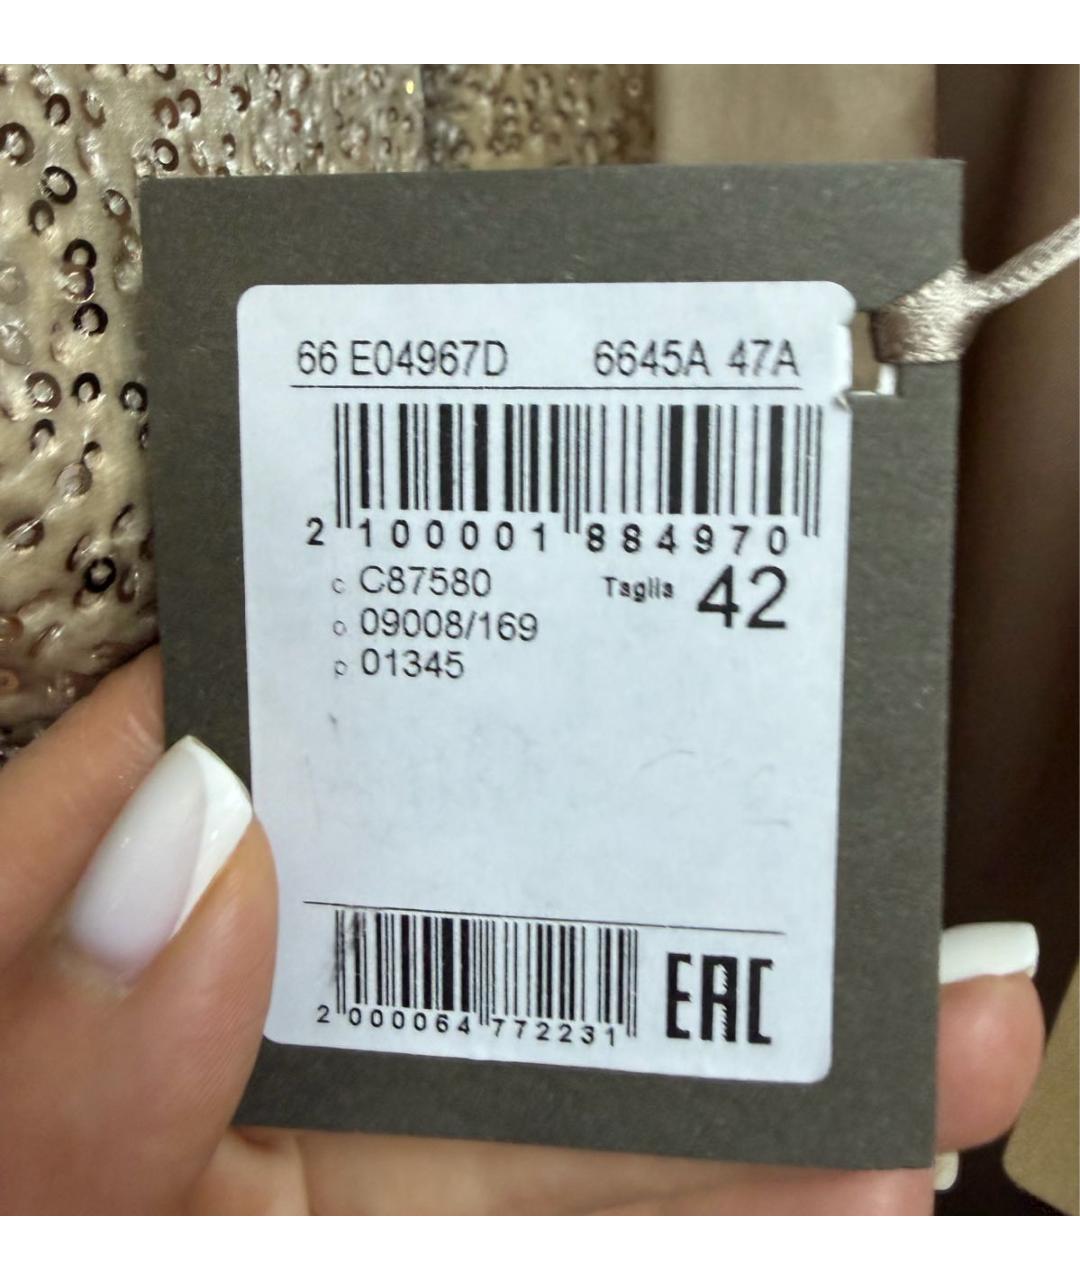 66 E04967D 6645A 47A
2 100001 884970
c C87580 Taglia 42
o 09008/169
p 01345
2 000064 772231 EAC